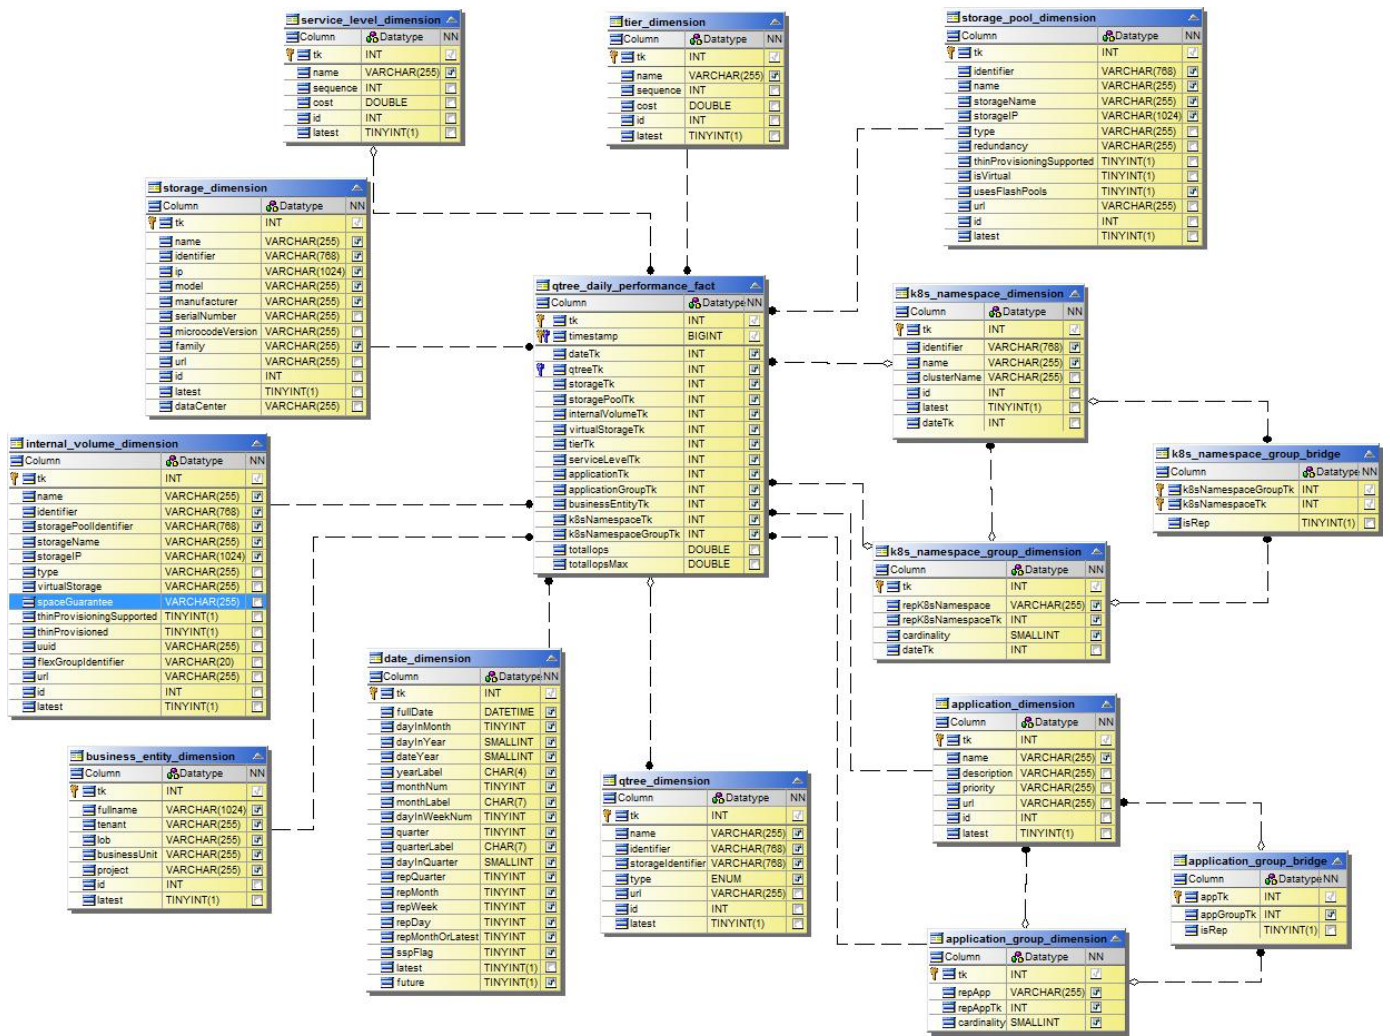 service_level_dimension
Column Datatype NN
tk INT
name VARCHAR(255)
sequence INT
cost DOUBLE
id INT
latest TINYINT(1)
tier_dimension
Column Datatype NN
tk INT
name VARCHAR(255)
sequence INT
cost DOUBLE
id INT
latest TINYINT(1)
storage_pool_dimension
Column Datatype NN
tk INT
identifier VARCHAR(768)
name VARCHAR(255)
storageName VARCHAR(255)
storageIP VARCHAR(1024)
type VARCHAR(255)
redundancy VARCHAR(255)
thinProvisioningSupported TINYINT(1)
isVirtual TINYINT(1)
usesFlashPools TINYINT(1)
url VARCHAR(255)
id INT
latest TINYINT(1)
storage_dimension
Column Datatype NN
tk INT
name VARCHAR(255)
identifier VARCHAR(768)
ip VARCHAR(1024)
model VARCHAR(255)
manufacturer VARCHAR(255)
serialNumber VARCHAR(255)
microcodeVersion VARCHAR(255)
family VARCHAR(255)
url VARCHAR(255)
id INT
latest TINYINT(1)
dataCenter VARCHAR(255)
qtree_daily_performance_fact
Column Datatype NN
tk INT
timestamp BIGINT
dateTk INT
qtreeTk INT
storageTk INT
storagePoolTk INT
internalVolumeTk INT
virtualStorageTk INT
tierTk INT
serviceLevelTk INT
applicationTk INT
applicationGroupTk INT
businessEntityTk INT
k8sNamespaceTk INT
k8sNamespaceGroupTk INT
totalIops DOUBLE
totalIopsMax DOUBLE
k8s_namespace_dimension
Column Datatype NN
tk INT
identifier VARCHAR(768)
name VARCHAR(255)
clusterName VARCHAR(255)
id INT
latest TINYINT(1)
dateTk INT
k8s_namespace_group_bridge
Column Datatype NN
k8sNamespaceGroupTk INT
k8sNamespaceTk INT
isRep TINYINT(1)
internal_volume_dimension
Column Datatype NN
tk INT
name VARCHAR(255)
identifier VARCHAR(768)
storagePoolIdentifier VARCHAR(768)
storageName VARCHAR(255)
storageIP VARCHAR(1024)
type VARCHAR(255)
virtualStorage VARCHAR(255)
spaceGuarantee VARCHAR(255)
thinProvisioningSupported TINYINT(1)
thinProvisioned TINYINT(1)
uuid VARCHAR(255)
flexGroupIdentifier VARCHAR(20)
url VARCHAR(255)
id INT
latest TINYINT(1)
k8s_namespace_group_dimension
Column Datatype NN
tk INT
repK8sNamespace VARCHAR(255)
repK8sNamespaceTk INT
cardinality SMALLINT
dateTk INT
date_dimension
Column Datatype NN
tk INT
fullDate DATETIME
dayInMonth TINYINT
dayInYear SMALLINT
dateYear SMALLINT
yearLabel CHAR(4)
monthNum TINYINT
monthLabel CHAR(7)
dayInWeekNum TINYINT
quarter TINYINT
quarterLabel CHAR(7)
dayInQuarter SMALLINT
repQuarter TINYINT
repMonth TINYINT
repWeek TINYINT
repDay TINYINT
repMonthOrLatest TINYINT
sspFlag TINYINT
latest TINYINT(1)
future TINYINT(1)
business_entity_dimension
Column Datatype NN
tk INT
fullname VARCHAR(1024)
tenant VARCHAR(255)
lob VARCHAR(255)
businessUnit VARCHAR(255)
project VARCHAR(255)
id INT
latest TINYINT(1)
qtree_dimension
Column Datatype NN
tk INT
name VARCHAR(255)
identifier VARCHAR(768)
storageIdentifier VARCHAR(768)
type ENUM
url VARCHAR(255)
id INT
latest TINYINT(1)
application_dimension
Column Datatype NN
tk INT
name VARCHAR(255)
description VARCHAR(255)
priority VARCHAR(255)
url VARCHAR(255)
id INT
latest TINYINT(1)
application_group_bridge
Column Datatype NN
appTk INT
appGroupTk INT
isRep TINYINT(1)
application_group_dimension
Column Datatype NN
tk INT
repApp VARCHAR(255)
repAppTk INT
cardinality SMALLINT